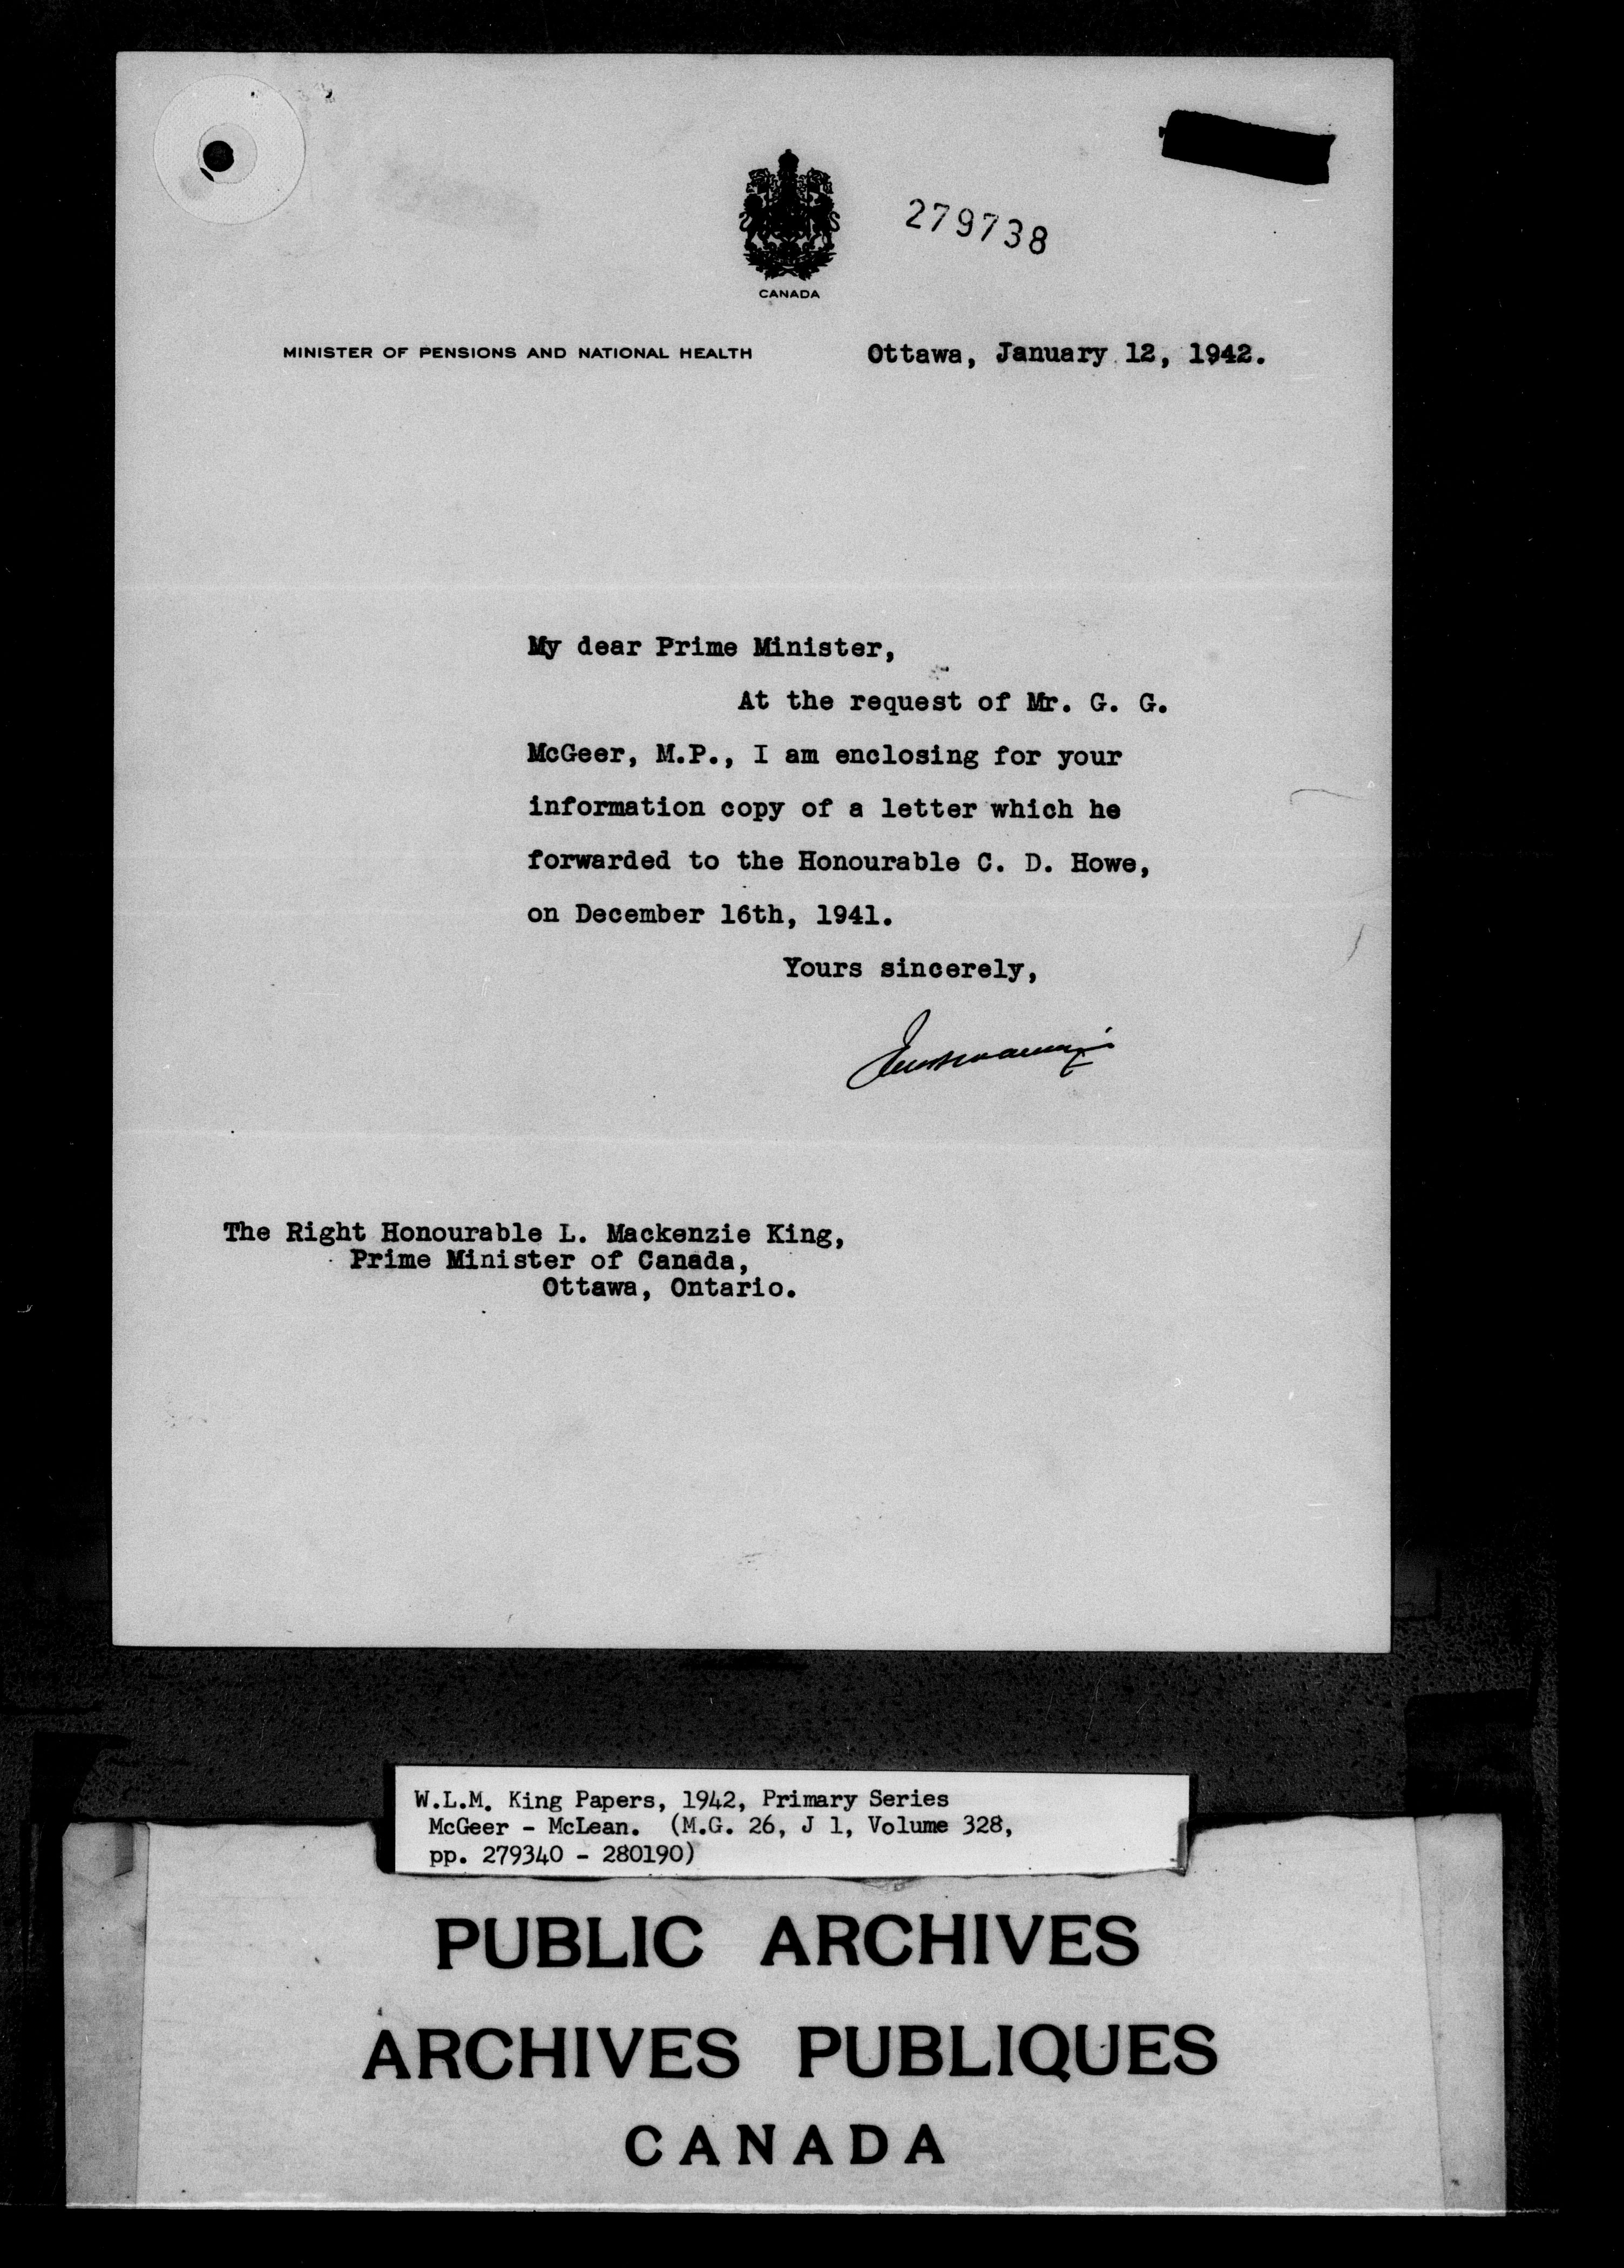 279738
CANADA
MINISTER OF PENSIONS AND NATIONAL HEALTH
Ottawa, January 12, 1942.
My dear Prime Minister,
At the request of Mr. G. G.
McGeer, M.P., I am enclosing for your
information copy of a letter which he
forwarded to the Honourable C. D. Howe,
on December 16th, 1941.
Yours sincerely,
The Right Honourable L. Mackenzie King,
Prime Minister of Canada,
Ottawa, Ontario.
W.L.M. King Papers, 1942, Primary Series
McGeer - McLean. (M.G. 26, J 1, Volume 328,
pp. 279340 - 280190)
PUBLIC ARCHIVES
ARCHIVES PUBLIQUES
CANADA